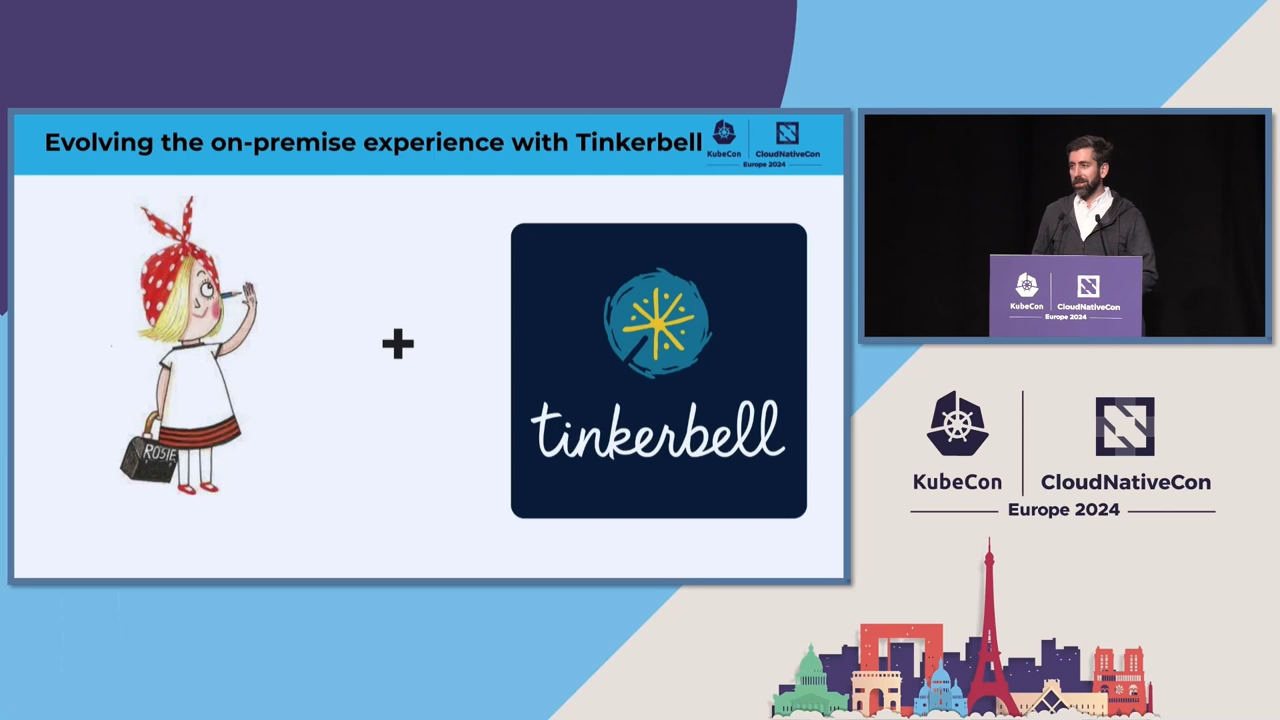 Evolving the on-premise experience with Tinkerbell
KubeCon
CloudNativeCon
Europe 2024
ROSIE
+
tinkerbell
KubeCon
CloudNativeCon
Europe 2024
KubeCon
CloudNativeCon
Europe 2024